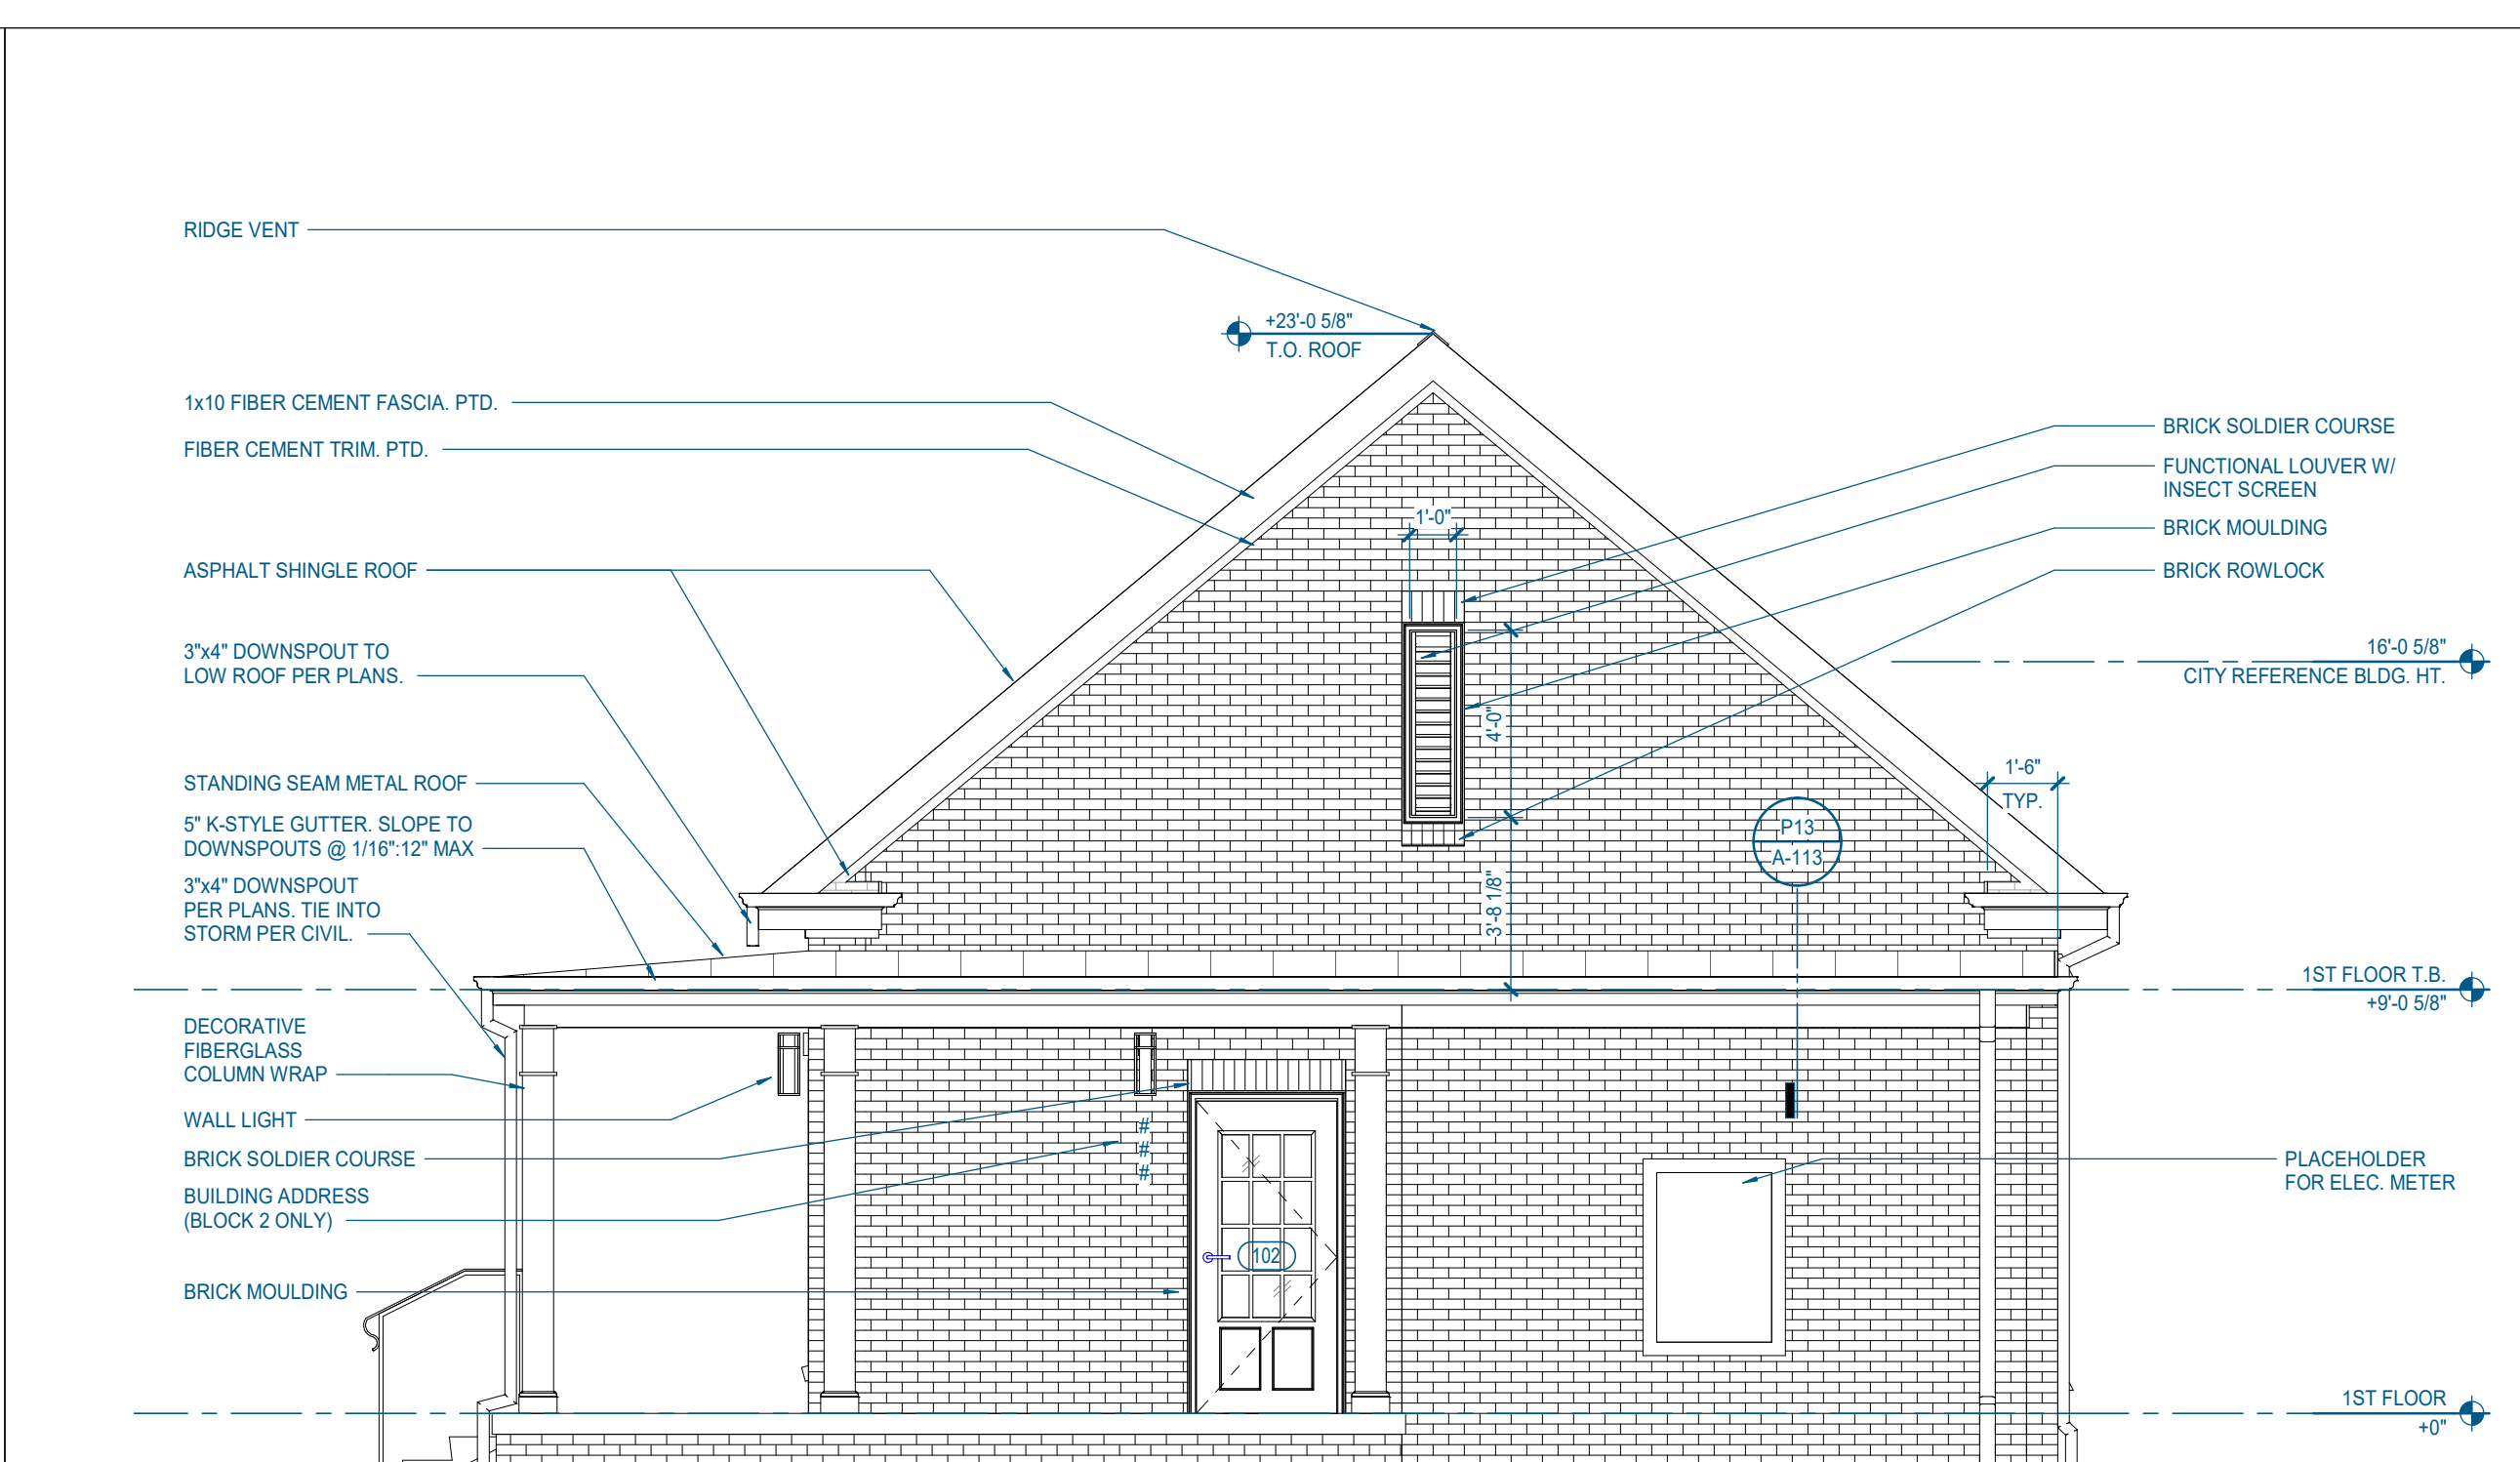 RIDGE VENT
+23'-0 5/8"
T.O. ROOF
1x10 FIBER CEMENT FASCIA. PTD.
FIBER CEMENT TRIM. PTD.
ASPHALT SHINGLE ROOF
3"x4" DOWNSPOUT TO
LOW ROOF PER PLANS.
STANDING SEAM METAL ROOF
5" K-STYLE GUTTER. SLOPE TO
DOWNSPOUTS @ 1/16":12" MAX
3"x4" DOWNSPOUT
PER PLANS. TIE INTO
STORM PER CIVIL.
DECORATIVE
FIBERGLASS
COLUMN WRAP
WALL LIGHT
BRICK SOLDIER COURSE
BUILDING ADDRESS
(BLOCK 2 ONLY)
BRICK MOULDING
1'-0"
4'-0"
3'-8 1/8"
#
#
#
102
P13
A-113
1'-6"
TYP.
BRICK SOLDIER COURSE
FUNCTIONAL LOUVER W/
INSECT SCREEN
BRICK MOULDING
BRICK ROWLOCK
16'-0 5/8"
CITY REFERENCE BLDG. HT.
1ST FLOOR T.B.
+9'-0 5/8"
PLACEHOLDER
FOR ELEC. METER
1ST FLOOR
+0"